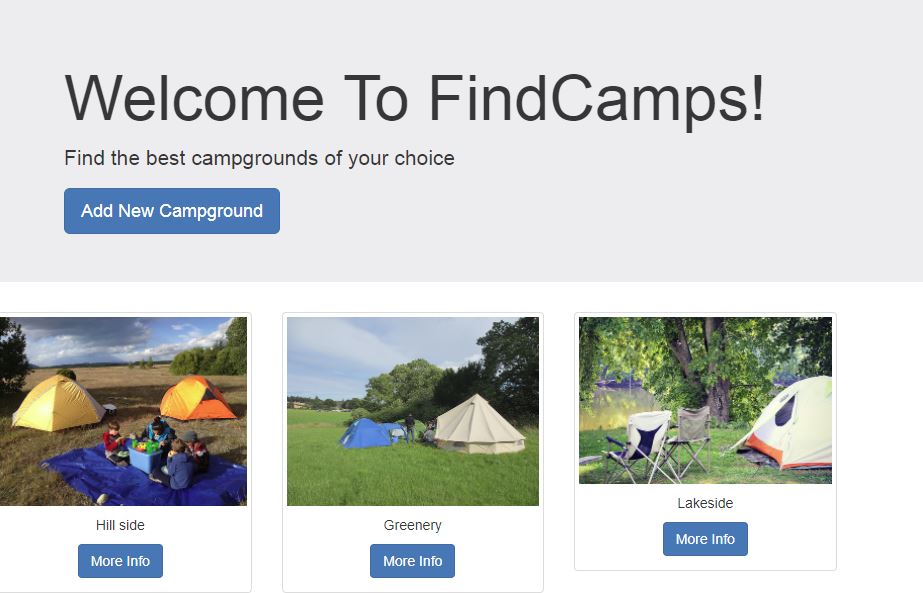 Welcome To FindCamps!
Find the best campgrounds of your choice
Add New Campground
Hill side
Greenery
Lakeside
More Info
More Info
More Info